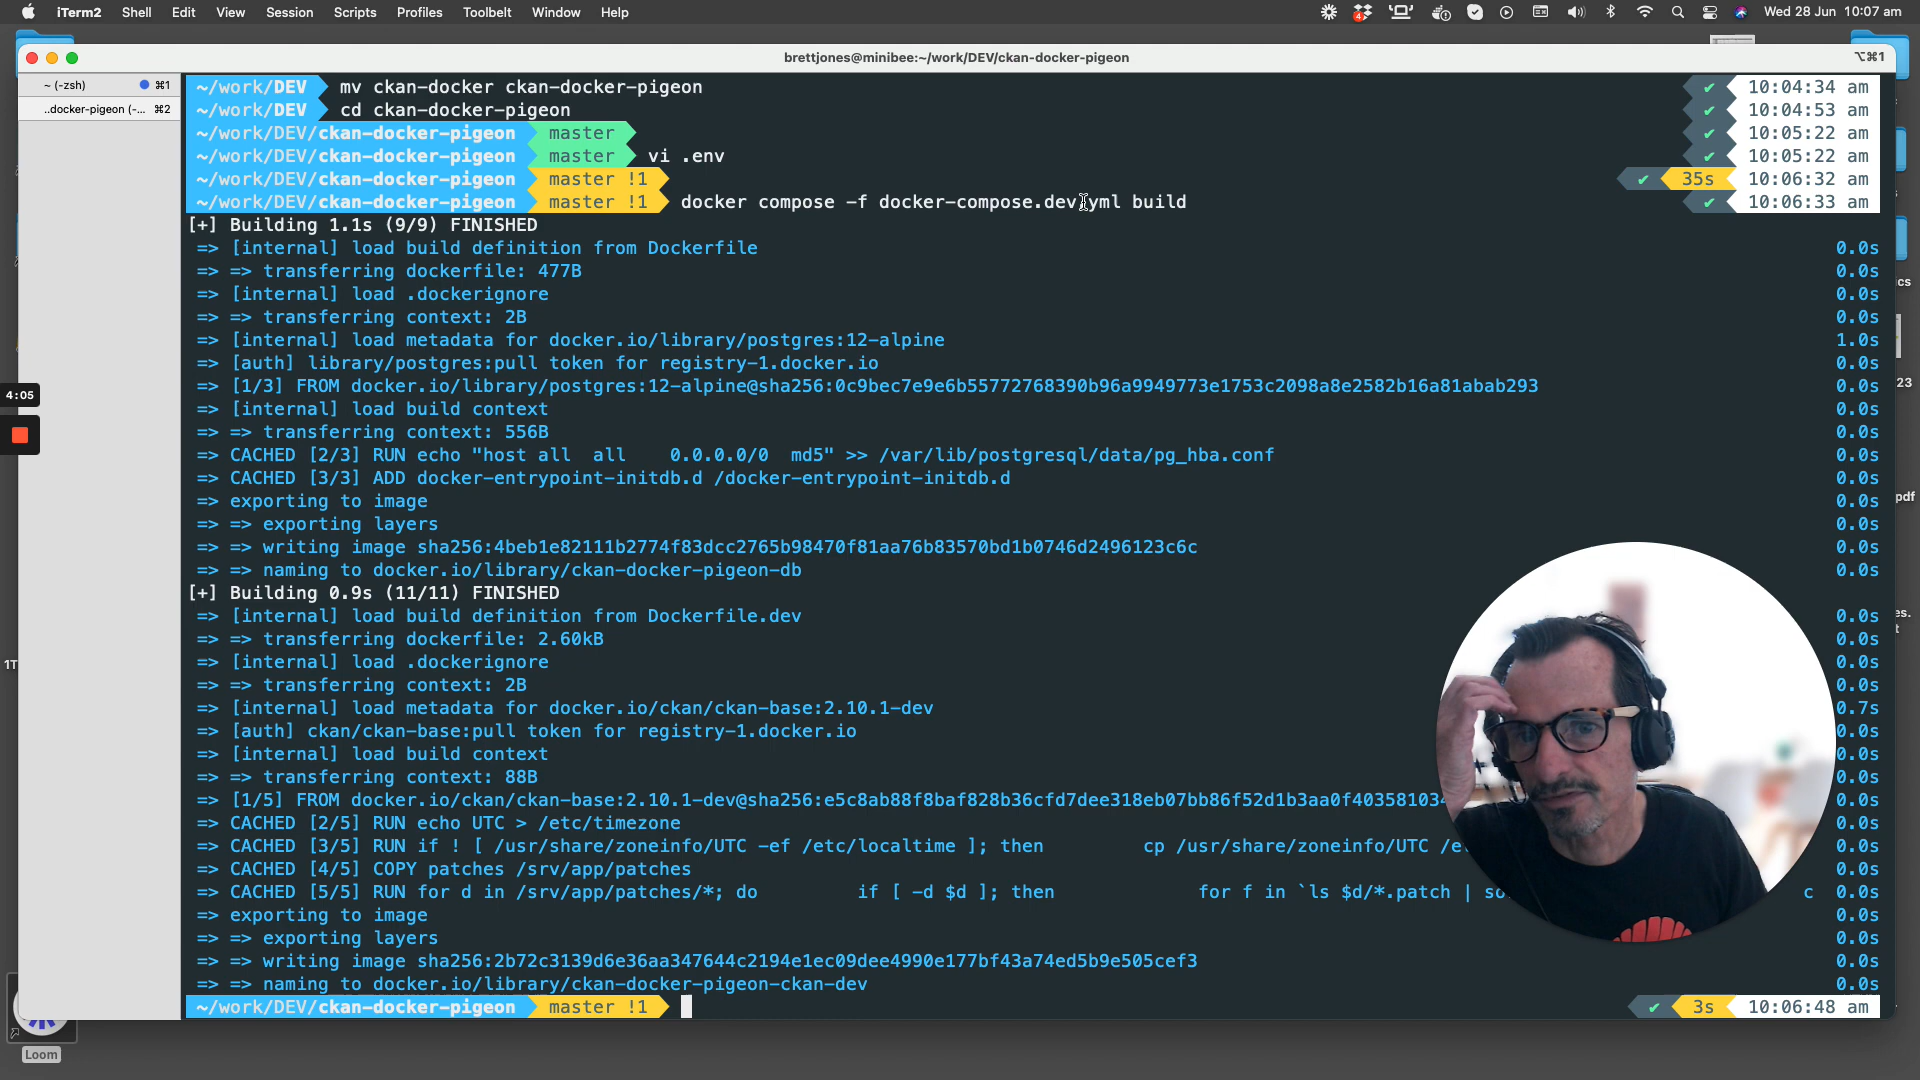 iTerm2 Shell Edit View Session Scripts Profiles Toolbelt Window Help
4
Wed 28 Jun 10:07 am
brettjones@minibee:~/work/DEV/ckan-docker-pigeon
⌥⌘1
~ (-zsh) ⌘1
..docker-pigeon (-... ⌘2
~/work/DEV mv ckan-docker ckan-docker-pigeon ✔ 10:04:34 am
~/work/DEV cd ckan-docker-pigeon ✔ 10:04:53 am
~/work/DEV/ckan-docker-pigeon master ✔ 10:05:22 am
~/work/DEV/ckan-docker-pigeon master vi .env ✔ 10:05:22 am
~/work/DEV/ckan-docker-pigeon master !1 ✔ 35s 10:06:32 am
~/work/DEV/ckan-docker-pigeon master !1 docker compose -f docker-compose.dev.yml build ✔ 10:06:33 am
[+] Building 1.1s (9/9) FINISHED
=> [internal] load build definition from Dockerfile 0.0s
=> => transferring dockerfile: 477B 0.0s
=> [internal] load .dockerignore 0.0s
=> => transferring context: 2B 0.0s
=> [internal] load metadata for docker.io/library/postgres:12-alpine 1.0s
=> [auth] library/postgres:pull token for registry-1.docker.io 0.0s
=> [1/3] FROM docker.io/library/postgres:12-alpine@sha256:0c9bec7e9e6b55772768390b96a9949773e1753c2098a8e2582b16a81abab293 0.0s
=> [internal] load build context 0.0s
=> => transferring context: 556B 0.0s
=> CACHED [2/3] RUN echo "host all  all    0.0.0.0/0  md5" >> /var/lib/postgresql/data/pg_hba.conf 0.0s
=> CACHED [3/3] ADD docker-entrypoint-initdb.d /docker-entrypoint-initdb.d 0.0s
=> exporting to image 0.0s
=> => exporting layers 0.0s
=> => writing image sha256:4beb1e82111b2774f83dcc2765b98470f81aa76b83570bd1b0746d2496123c6c 0.0s
=> => naming to docker.io/library/ckan-docker-pigeon-db 0.0s
[+] Building 0.9s (11/11) FINISHED
=> [internal] load build definition from Dockerfile.dev 0.0s
=> => transferring dockerfile: 2.60kB 0.0s
=> [internal] load .dockerignore 0.0s
=> => transferring context: 2B 0.0s
=> [internal] load metadata for docker.io/ckan/ckan-base:2.10.1-dev 0.7s
=> [auth] ckan/ckan-base:pull token for registry-1.docker.io 0.0s
=> [internal] load build context 0.0s
=> => transferring context: 88B 0.0s
=> [1/5] FROM docker.io/ckan/ckan-base:2.10.1-dev@sha256:e5c8ab88f8baf828b36cfd7dee318eb07bb86f52d1b3aa0f40358103 0.0s
=> CACHED [2/5] RUN echo UTC > /etc/timezone 0.0s
=> CACHED [3/5] RUN if ! [ /usr/share/zoneinfo/UTC -ef /etc/localtime ]; then         cp /usr/share/zoneinfo/UTC 0.0s
=> CACHED [4/5] COPY patches /srv/app/patches 0.0s
=> CACHED [5/5] RUN for d in /srv/app/patches/*; do         if [ -d $d ]; then             for f in `ls $d/*.patch | so c 0.0s
=> exporting to image 0.0s
=> => exporting layers 0.0s
=> => writing image sha256:2b72c3139d6e36aa347644c2194e1ec09dee4990e177bf43a74ed5b9e505cef3 0.0s
=> => naming to docker.io/library/ckan-docker-pigeon-ckan-dev 0.0s
~/work/DEV/ckan-docker-pigeon master !1 ✔ 3s 10:06:48 am
4:05
1T
Loom
cs
23
pdf
es.
t